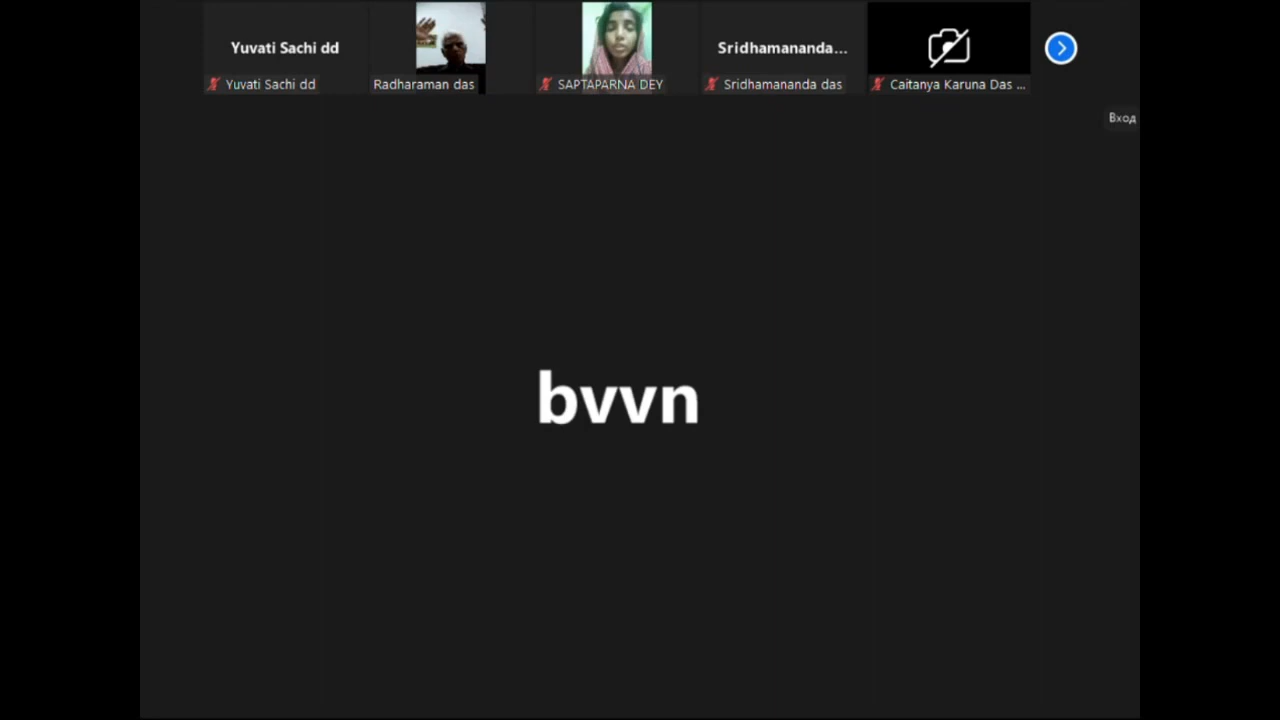 Yuvati Sachi dd
Sridhamananda...
Yuvati Sachi dd
Radharaman das
SAPTAPARNA DEY
Sridhamananda das
Caitanya Karuna Das ...
Вход
bvvn